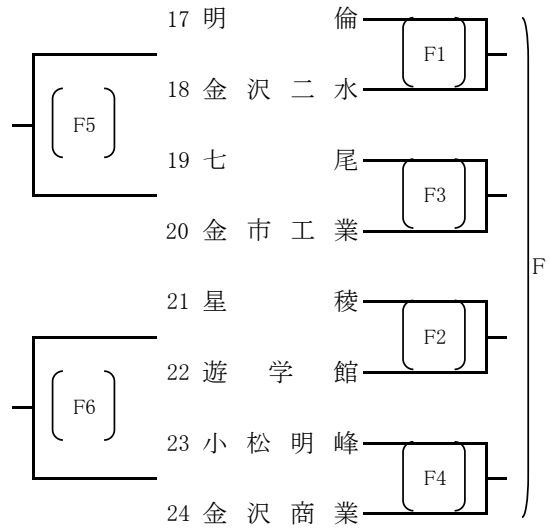 17 明倫
F1
18 金沢二水
F5
19 七尾
F3
20 金市工業
F
21 星稜
F2
22 遊学館
F6
23 小松明峰
F4
24 金沢商業